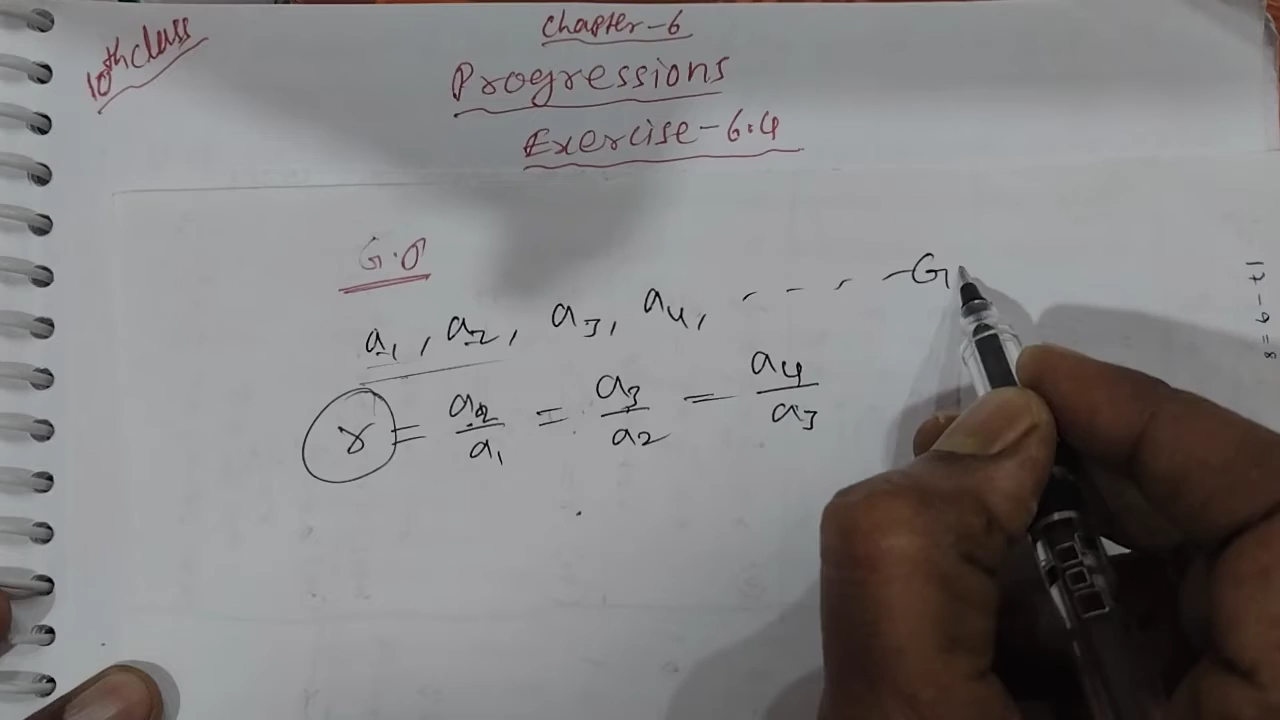 10th class
Chapter-6
Progressions
Exercise-6.4
G.P
a1, a2, a3, a4, - - - - G
r = a2/a1 = a3/a2 = a4/a3